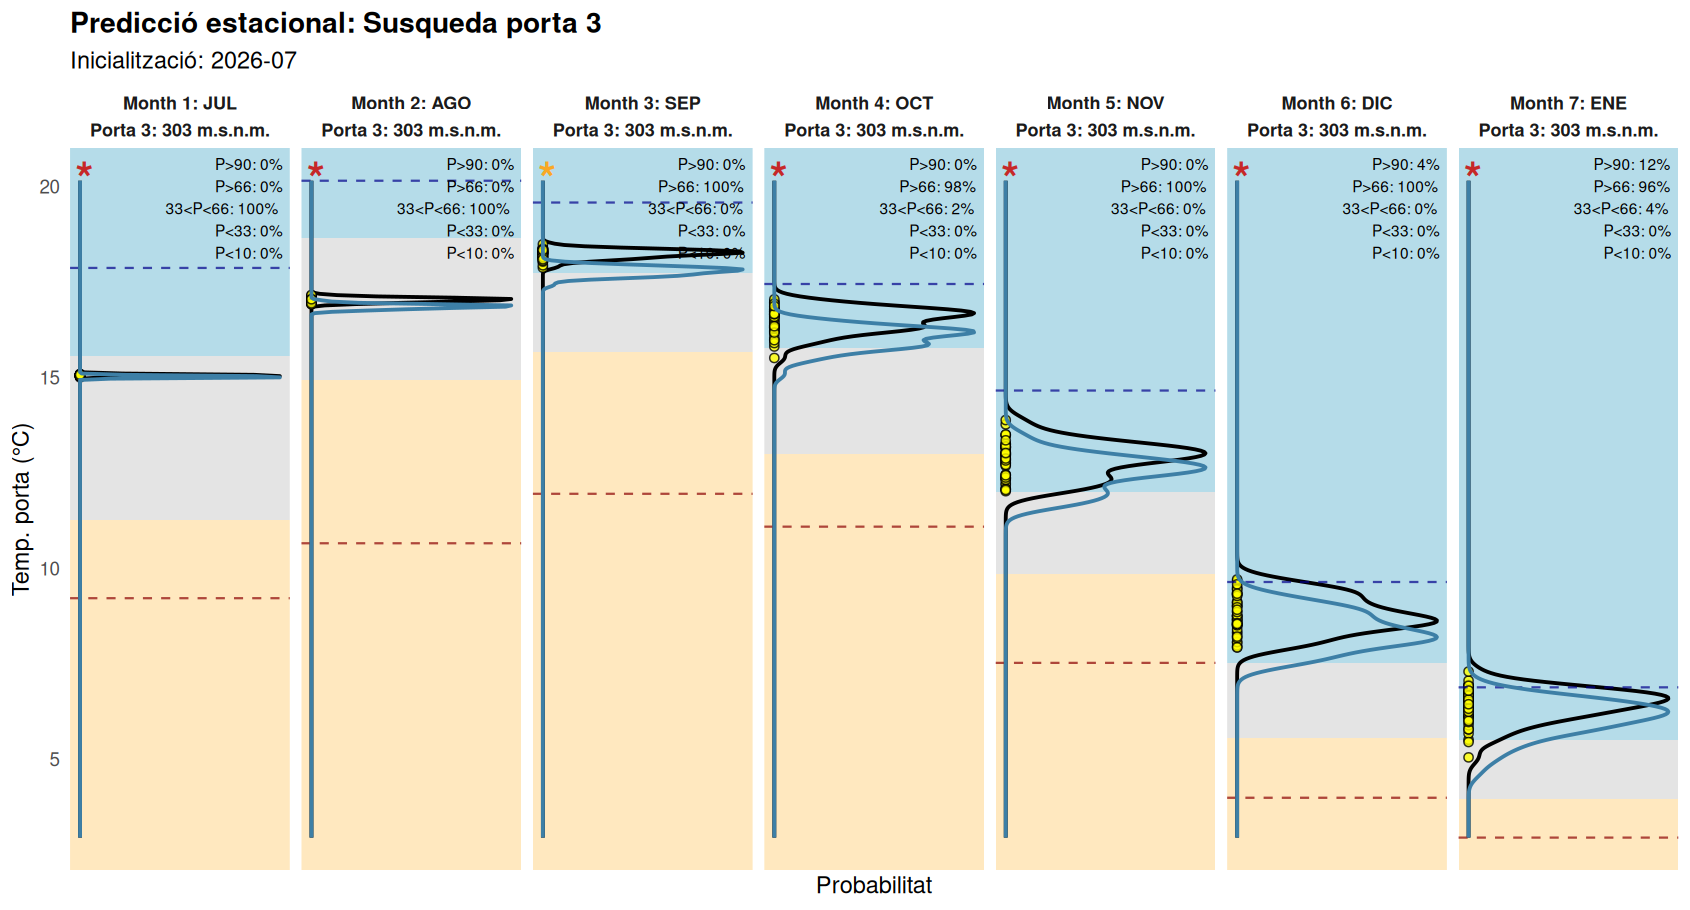 Predicció estacional: Susqueda porta 3
Inicialització: 2026-07
Month 1: JUL
Porta 3: 303 m.s.n.m.
Month 2: AGO
Porta 3: 303 m.s.n.m.
Month 3: SEP
Porta 3: 303 m.s.n.m.
Month 4: OCT
Porta 3: 303 m.s.n.m.
Month 5: NOV
Porta 3: 303 m.s.n.m.
Month 6: DIC
Porta 3: 303 m.s.n.m.
Month 7: ENE
Porta 3: 303 m.s.n.m.
*
P>90: 0%
P>66: 0%
33<P<66: 100%
P<33: 0%
P<10: 0%
*
P>90: 0%
P>66: 0%
33<P<66: 100%
P<33: 0%
P<10: 0%
*
P>90: 0%
P>66: 100%
33<P<66: 0%
P<33: 0%
P<10: 0%
*
P>90: 0%
P>66: 98%
33<P<66: 2%
P<33: 0%
P<10: 0%
*
P>90: 0%
P>66: 100%
33<P<66: 0%
P<33: 0%
P<10: 0%
*
P>90: 4%
P>66: 100%
33<P<66: 0%
P<33: 0%
P<10: 0%
*
P>90: 12%
P>66: 96%
33<P<66: 4%
P<33: 0%
P<10: 0%
20
15
10
5
Temp. porta (°C)
Probabilitat